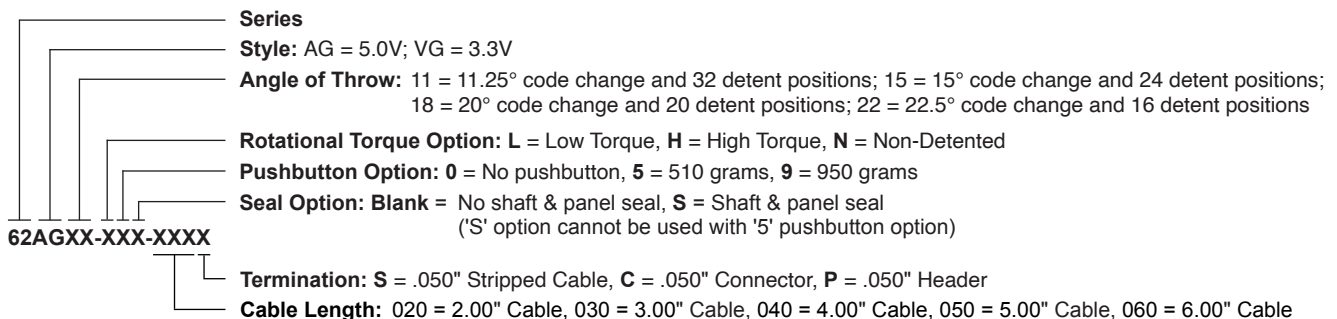 Series
Style: AG = 5.0V; VG = 3.3V
Angle of Throw: 11 = 11.25° code change and 32 detent positions; 15 = 15° code change and 24 detent positions;
18 = 20° code change and 20 detent positions; 22 = 22.5° code change and 16 detent positions
Rotational Torque Option: L = Low Torque, H = High Torque, N = Non-Detented
Pushbutton Option: 0 = No pushbutton, 5 = 510 grams, 9 = 950 grams
Seal Option: Blank = No shaft & panel seal, S = Shaft & panel seal
('S' option cannot be used with '5' pushbutton option)
62AGXX-XXX-XXXX
Termination: S = .050" Stripped Cable, C = .050" Connector, P = .050" Header
Cable Length: 020 = 2.00" Cable, 030 = 3.00" Cable, 040 = 4.00" Cable, 050 = 5.00" Cable, 060 = 6.00" Cable